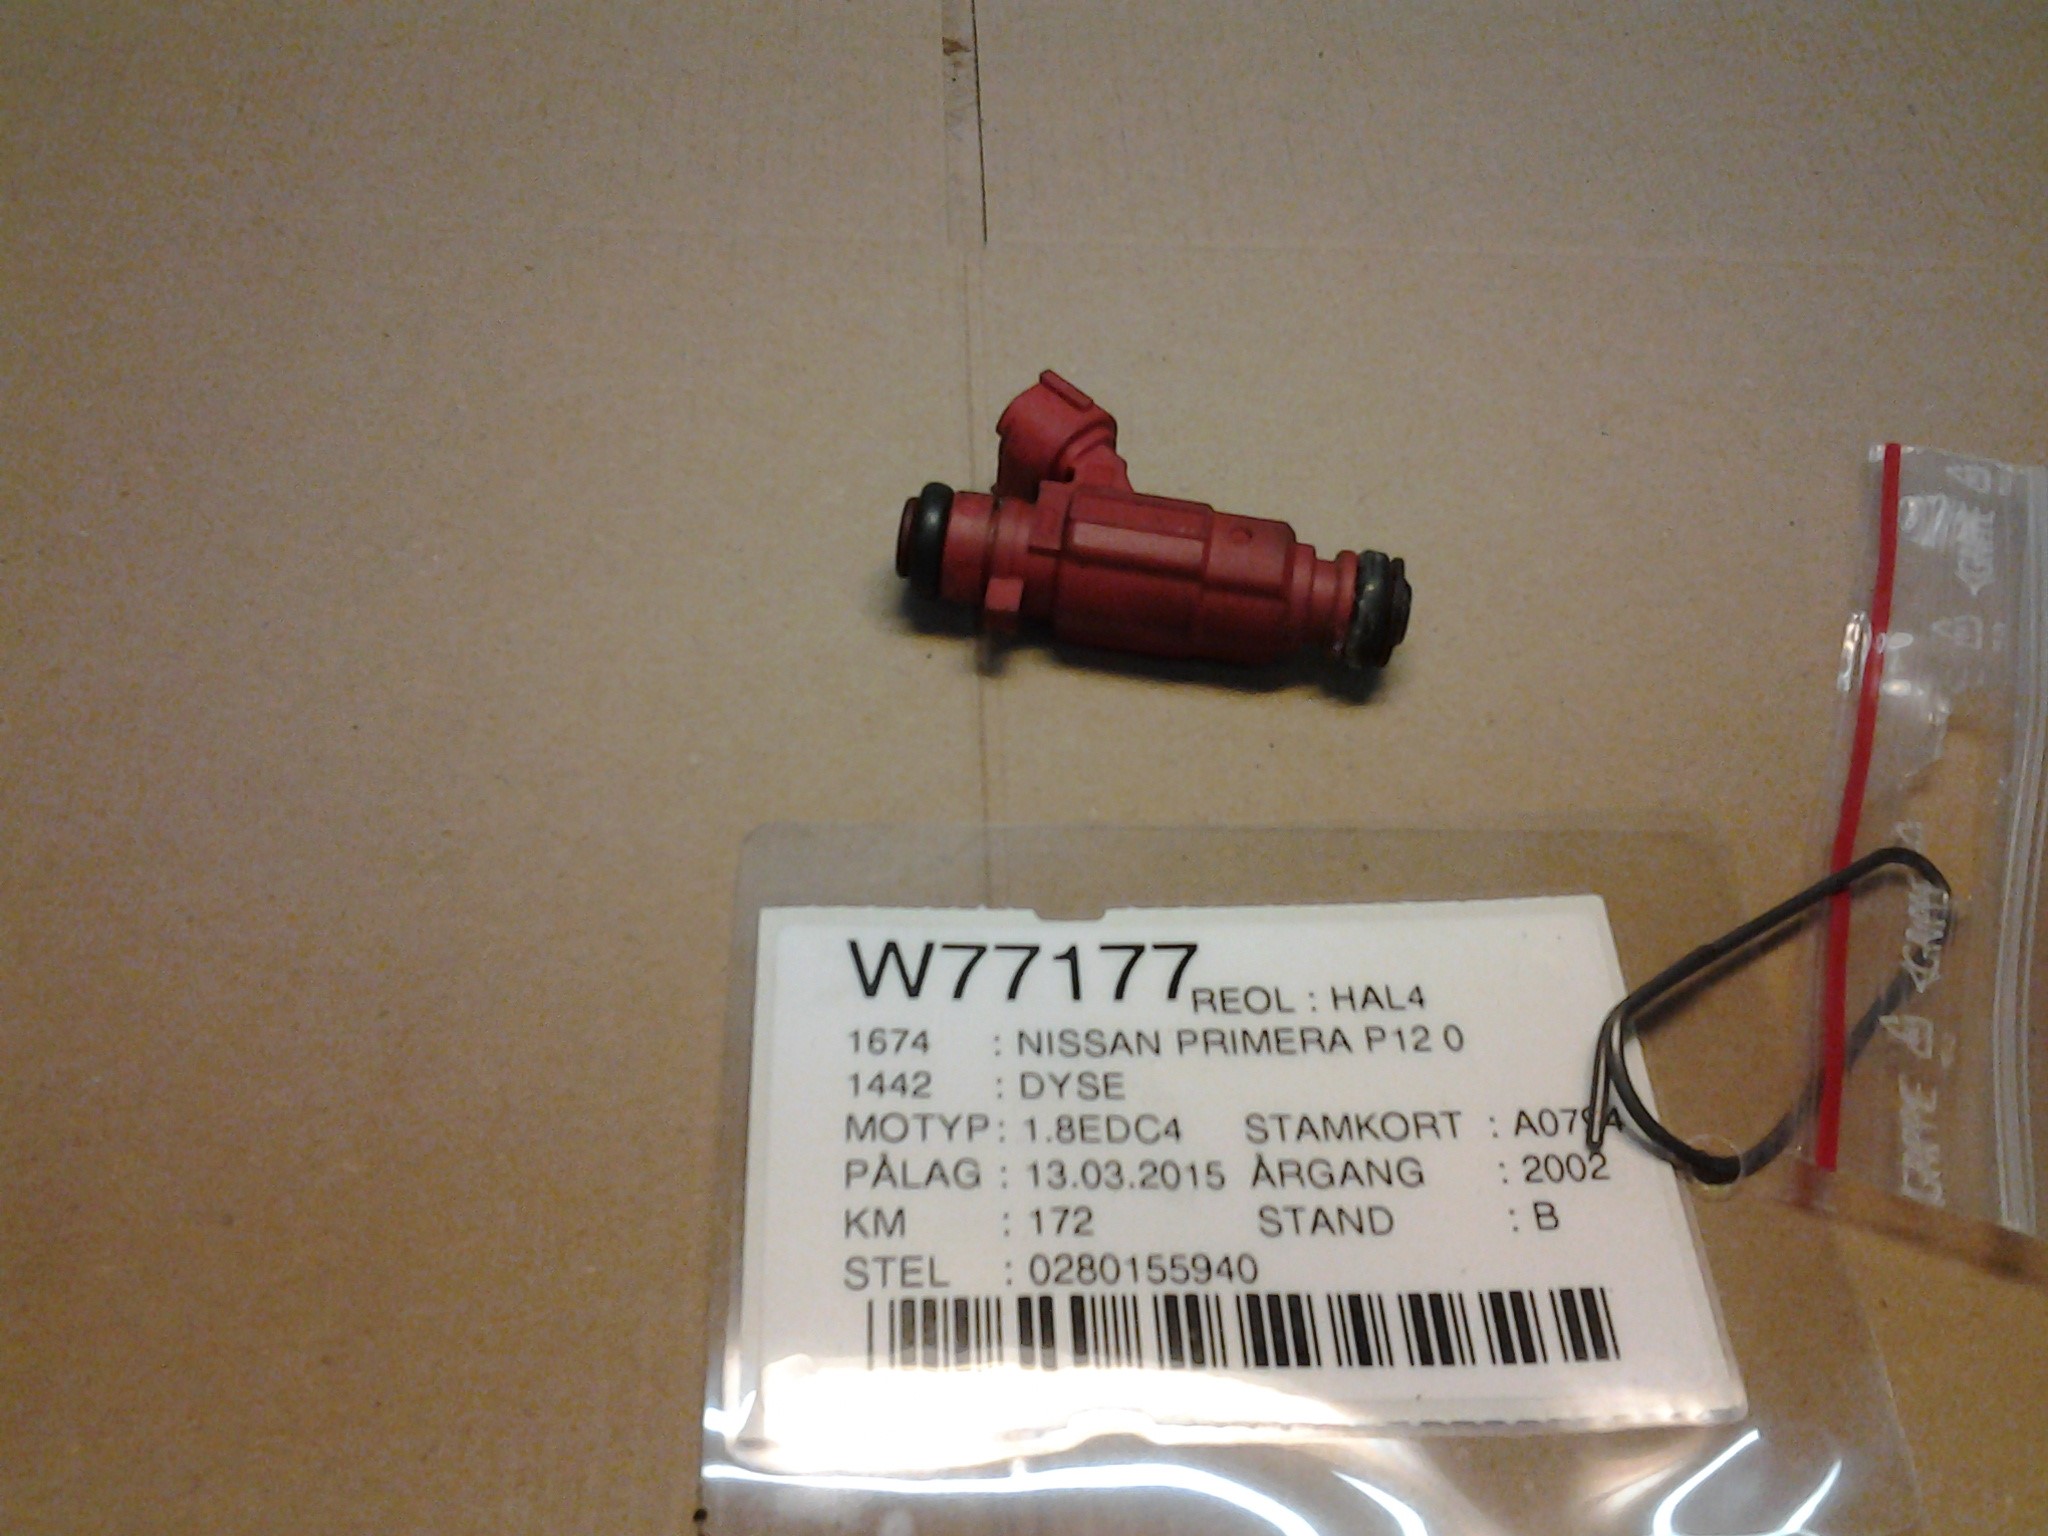 W77177 REOL : HAL4
1674 : NISSAN PRIMERA P12 0
1442 : DYSE
MOTYP : 1.8EDC4 STAMKORT : A079A
PÅLAG : 13.03.2015 ÅRGANG : 2002
KM : 172 STAND : B
STEL : 0280155940